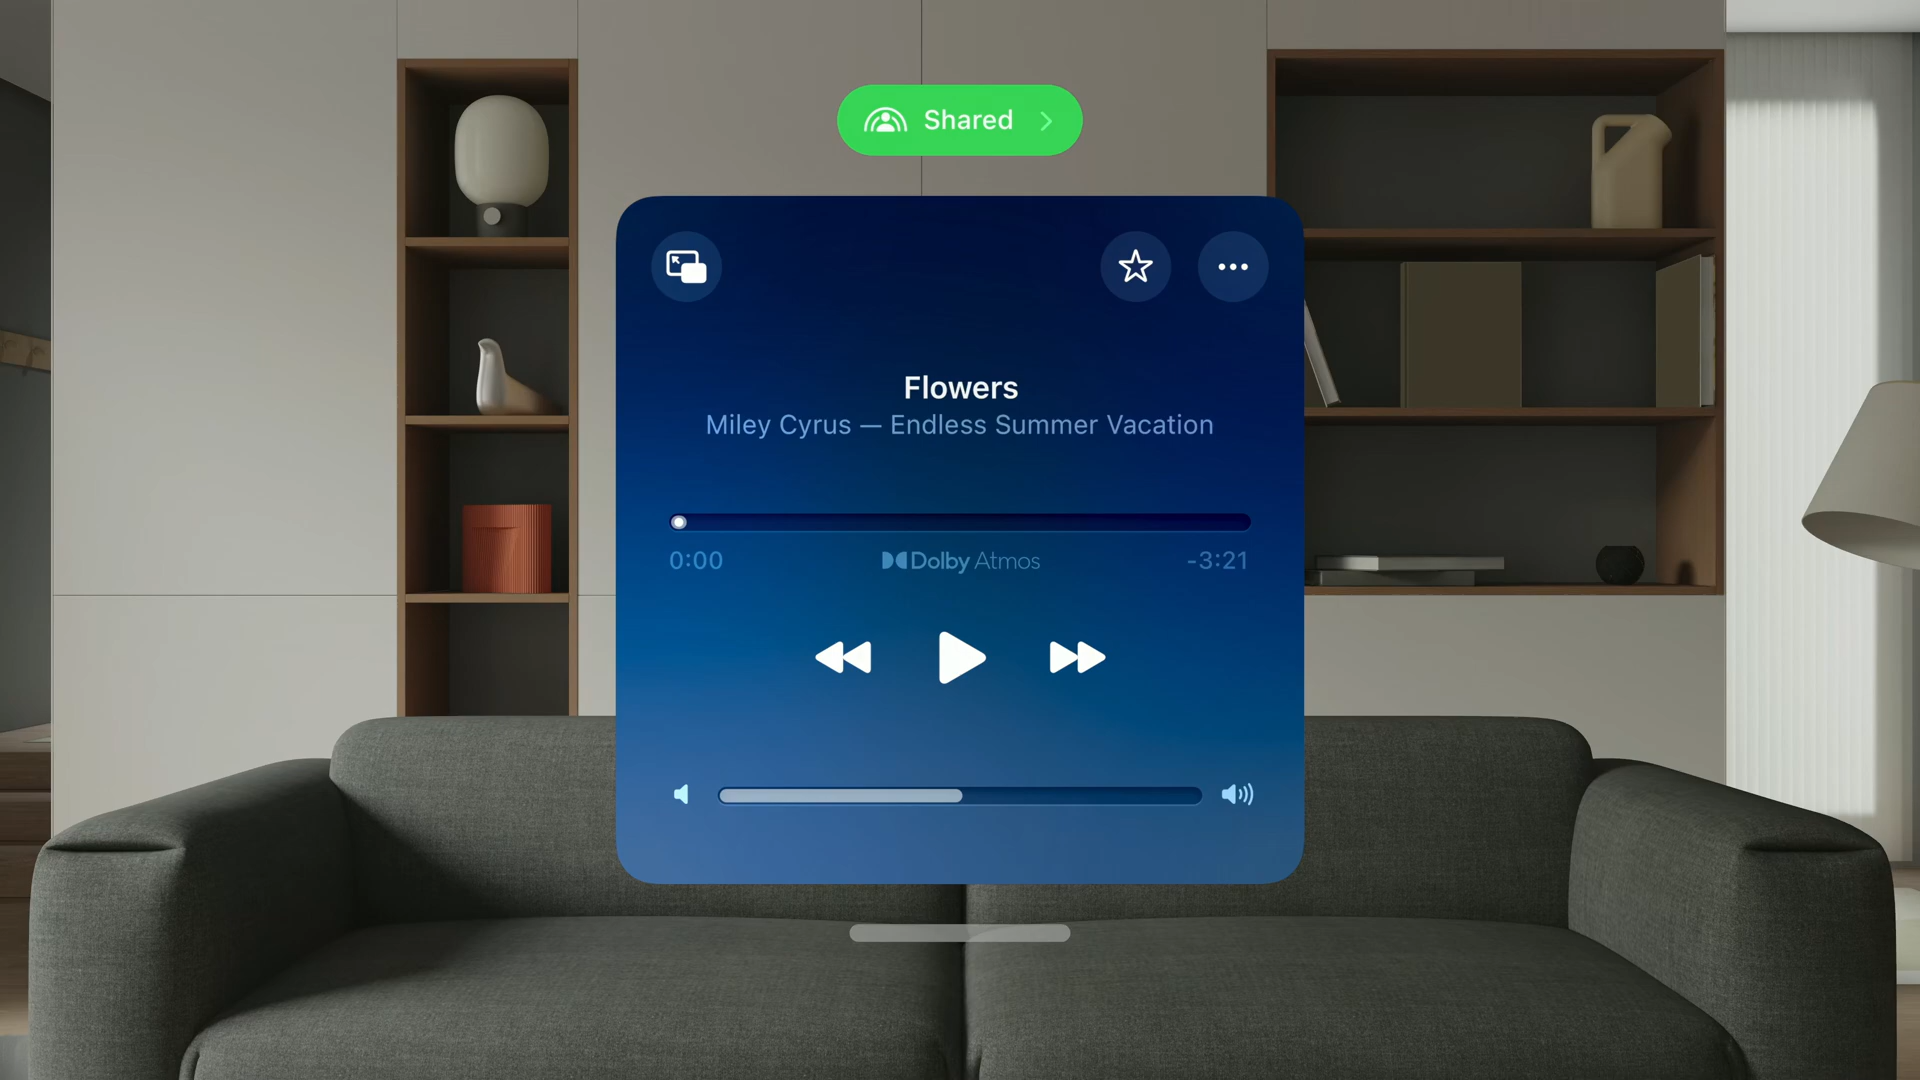 Shared
Flowers
Miley Cyrus — Endless Summer Vacation
0:00 Dolby Atmos -3:21